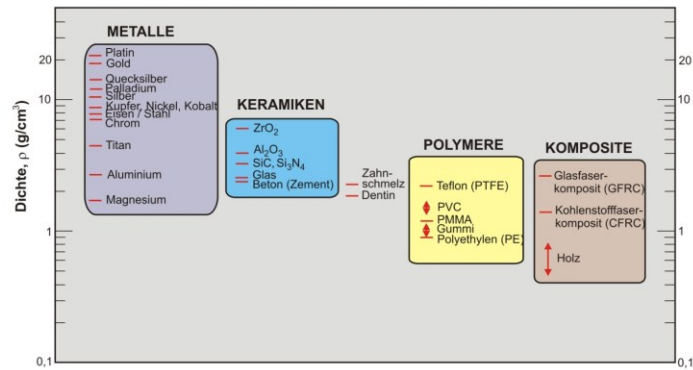 METALLE
Platin
Gold
Quecksilber
Palladium
Silber
Kupfer, Nickel, Kobalt
Eisen / Stahl
Chrom
Titan
Aluminium
Magnesium
KERAMIKEN
ZrO₂
Al₂O₃
SiC, Si₃N₄
Glas
Beton (Zement)
Zahn-
schmelz
Dentin
POLYMERE
Teflon (PTFE)
PVC
PMMA
Gummi
Polyethylen (PE)
KOMPOSITE
Glasfaser-
komposit (GFRC)
Kohlenstofffaser-
komposit (CFRC)
Holz
Dichte, ρ (g/cm³)
20
10
1
0,1
20
10
1
0,1